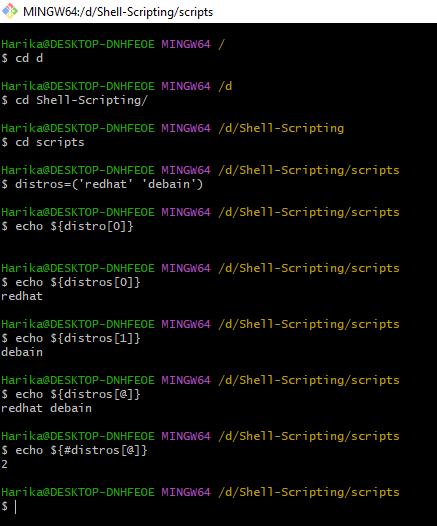 MINGW64:/d/Shell-Scripting/scripts
Harika@DESKTOP-DNHFEOE MINGW64 /
$ cd d
Harika@DESKTOP-DNHFEOE MINGW64 /d
$ cd Shell-Scripting/
Harika@DESKTOP-DNHFEOE MINGW64 /d/Shell-Scripting
$ cd scripts
Harika@DESKTOP-DNHFEOE MINGW64 /d/Shell-Scripting/scripts
$ distros=('redhat' 'debain')
Harika@DESKTOP-DNHFEOE MINGW64 /d/Shell-Scripting/scripts
$ echo ${distro[0]}
Harika@DESKTOP-DNHFEOE MINGW64 /d/Shell-Scripting/scripts
$ echo ${distros[0]}
redhat
Harika@DESKTOP-DNHFEOE MINGW64 /d/Shell-Scripting/scripts
$ echo ${distros[1]}
debain
Harika@DESKTOP-DNHFEOE MINGW64 /d/Shell-Scripting/scripts
$ echo ${distros[@]}
redhat debain
Harika@DESKTOP-DNHFEOE MINGW64 /d/Shell-Scripting/scripts
$ echo ${#distros[@]}
2
Harika@DESKTOP-DNHFEOE MINGW64 /d/Shell-Scripting/scripts
$